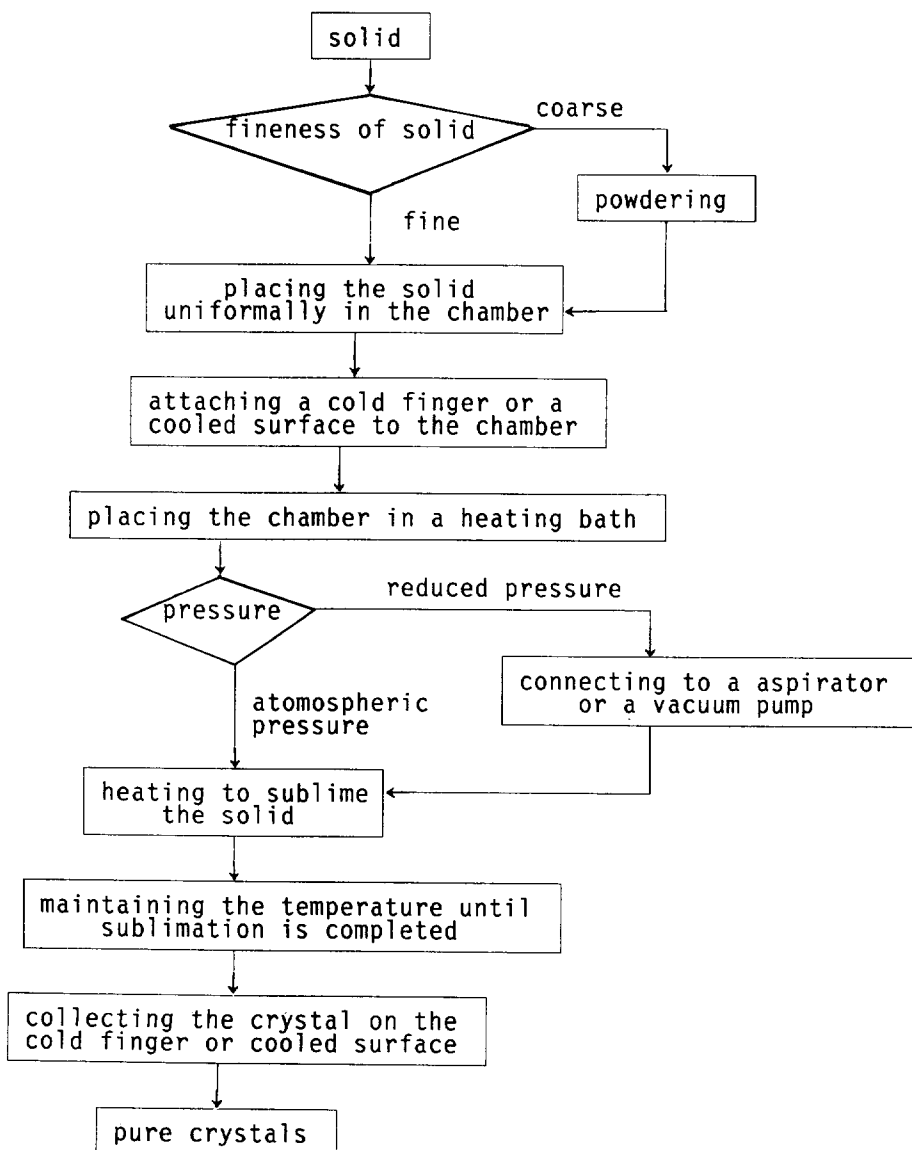 solid
fineness of solid
coarse
powdering
fine
placing the solid
uniformally in the chamber
attaching a cold finger or a
cooled surface to the chamber
placing the chamber in a heating bath
pressure
reduced pressure
connecting to a aspirator
or a vacuum pump
atomospheric
pressure
heating to sublime
the solid
maintaining the temperature until
sublimation is completed
collecting the crystal on the
cold finger or cooled surface
pure crystals